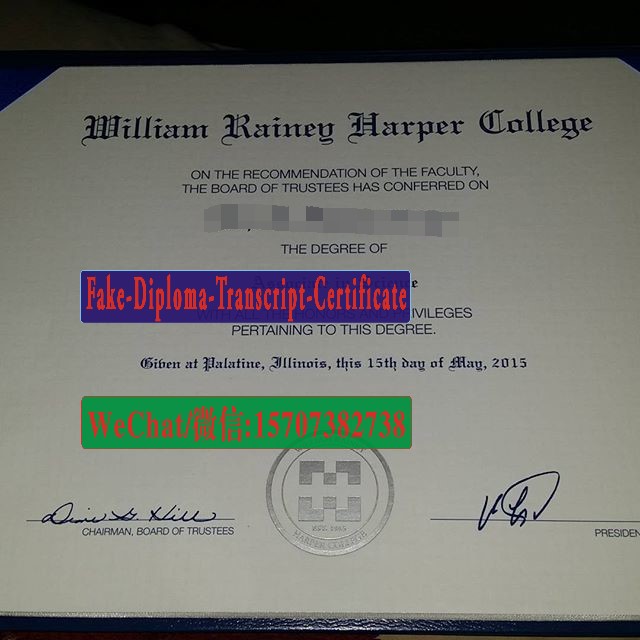 William Rainey Harper College
ON THE RECOMMENDATION OF THE FACULTY,
THE BOARD OF TRUSTEES HAS CONFERRED ON
THE DEGREE OF
Fake-Diploma-Transcript-Certificate
PERTAINING TO THIS DEGREE.
Given at Palatine, Illinois, this 15th day of May, 2015
WeChat/微信:15707382738
EST. 1965
HARPER COLLEGE
CHAIRMAN, BOARD OF TRUSTEES
PRESIDEN